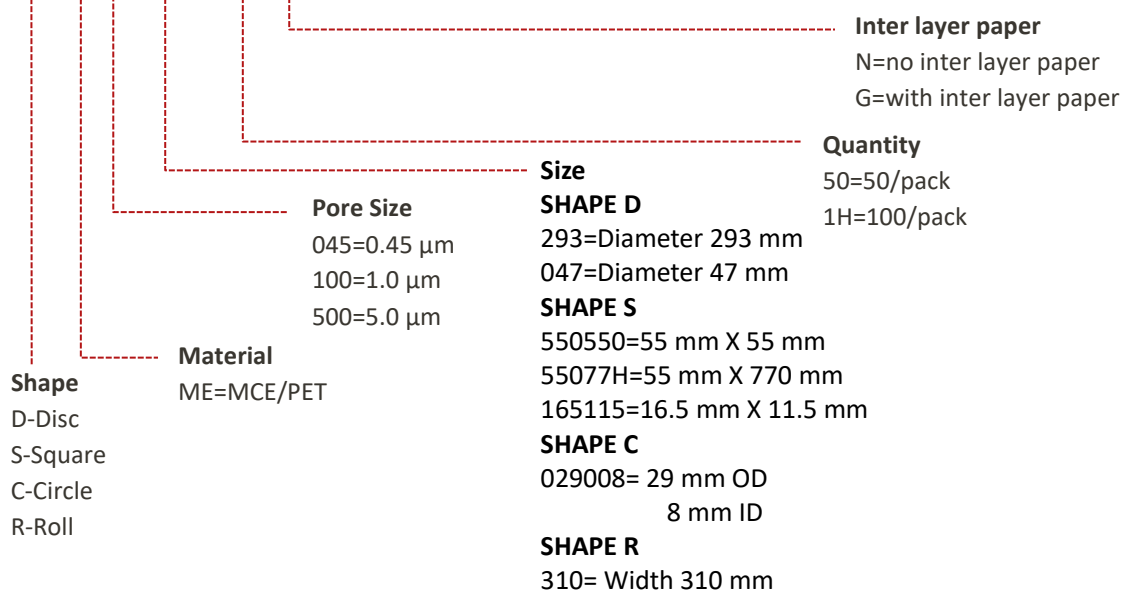 Inter layer paper
N=no inter layer paper
G=with inter layer paper
Quantity
50=50/pack
1H=100/pack
Size
SHAPE D
293=Diameter 293 mm
047=Diameter 47 mm
SHAPE S
550550=55 mm X 55 mm
55077H=55 mm X 770 mm
165115=16.5 mm X 11.5 mm
SHAPE C
029008= 29 mm OD
8 mm ID
SHAPE R
310= Width 310 mm
Pore Size
045=0.45 µm
100=1.0 µm
500=5.0 µm
Material
ME=MCE/PET
Shape
D-Disc
S-Square
C-Circle
R-Roll